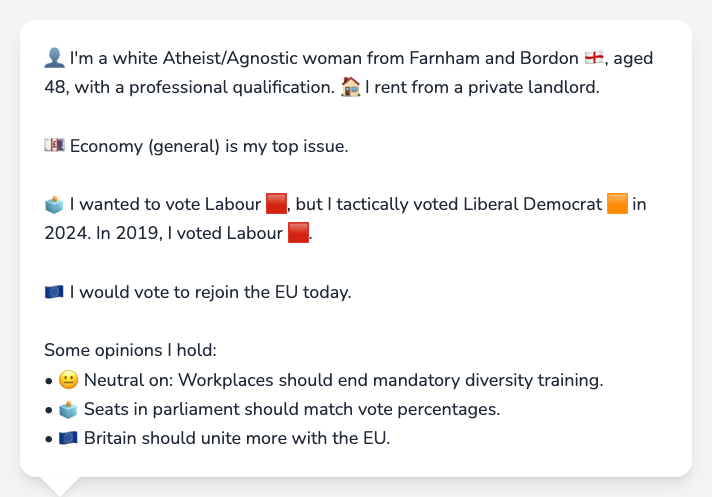 👤 I'm a white Atheist/Agnostic woman from Farnham and Bordon 🏴󠁧󠁢󠁥󠁮󠁧󠁿, aged
48, with a professional qualification. 🏠 I rent from a private landlord.
💷 Economy (general) is my top issue.
🗳️ I wanted to vote Labour 🟥, but I tactically voted Liberal Democrat 🟧 in
2024. In 2019, I voted Labour 🟥.
🇪🇺 I would vote to rejoin the EU today.
Some opinions I hold:
• 😐 Neutral on: Workplaces should end mandatory diversity training.
• 🗳️ Seats in parliament should match vote percentages.
• 🇪🇺 Britain should unite more with the EU.